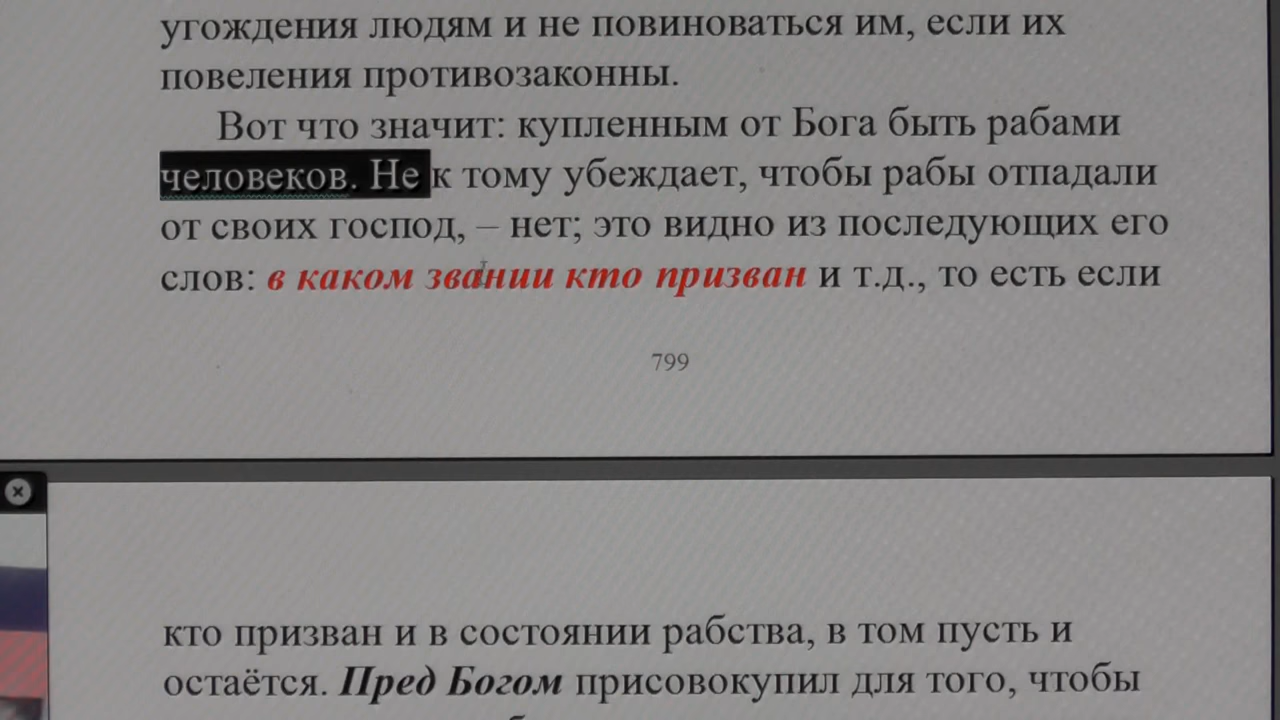 угождения людям и не повиноваться им, если их
повеления противозаконны.
Вот что значит: купленным от Бога быть рабами
человеков. Не к тому убеждает, чтобы рабы отпадали
от своих господ, – нет; это видно из последующих его
слов: в каком звании кто призван и т.д., то есть если
799
кто призван и в состоянии рабства, в том пусть и
остаётся. Пред Богом присовокупил для того, чтобы